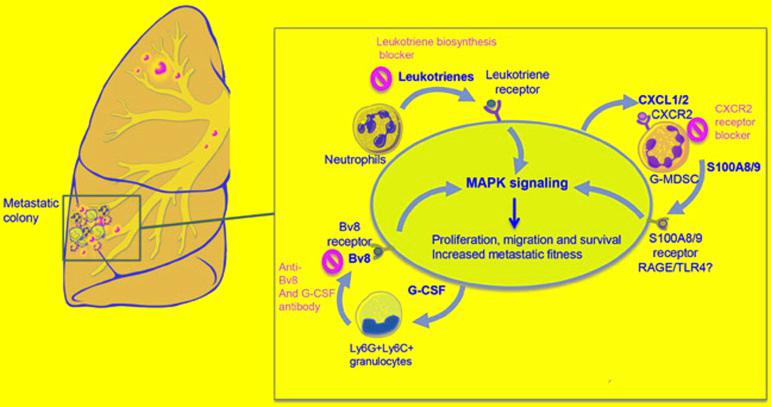 Leukotriene biosynthesis
blocker
Leukotrienes
Leukotriene
receptor
Neutrophils
CXCL1/2
CXCR2
CXCR2
receptor
blocker
G-MDSC
S100A8/9
S100A8/9
receptor
RAGE/TLR4?
MAPK signaling
Proliferation, migration and survival
Increased metastatic fitness
Metastatic
colony
Bv8
receptor
Bv8
Anti-
Bv8
And G-CSF
antibody
G-CSF
Ly6G+Ly6C+
granulocytes